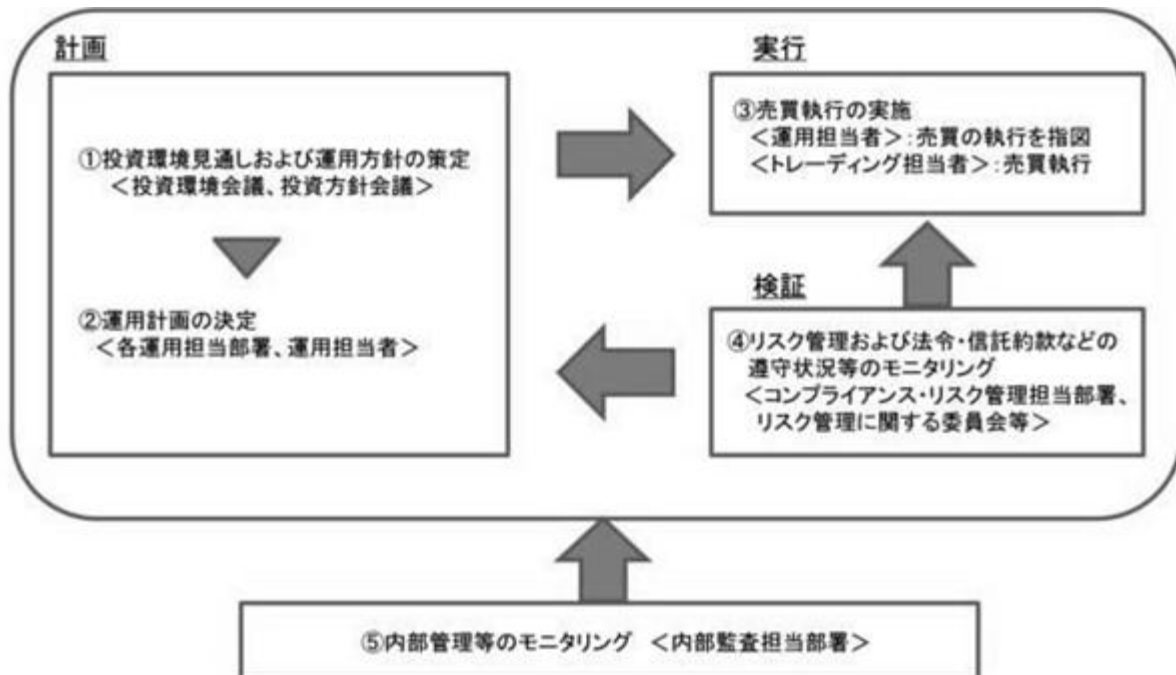 計画
①投資環境見通しおよび運用方針の策定
＜投資環境会議、投資方針会議＞
②運用計画の決定
＜各運用担当部署、運用担当者＞
実行
③売買執行の実施
＜運用担当者＞：売買の執行を指図
＜トレーディング担当者＞：売買執行
検証
④リスク管理および法令・信託約款などの
遵守状況等のモニタリング
＜コンプライアンス・リスク管理担当部署、
リスク管理に関する委員会等＞
⑤内部管理等のモニタリング ＜内部監査担当部署＞